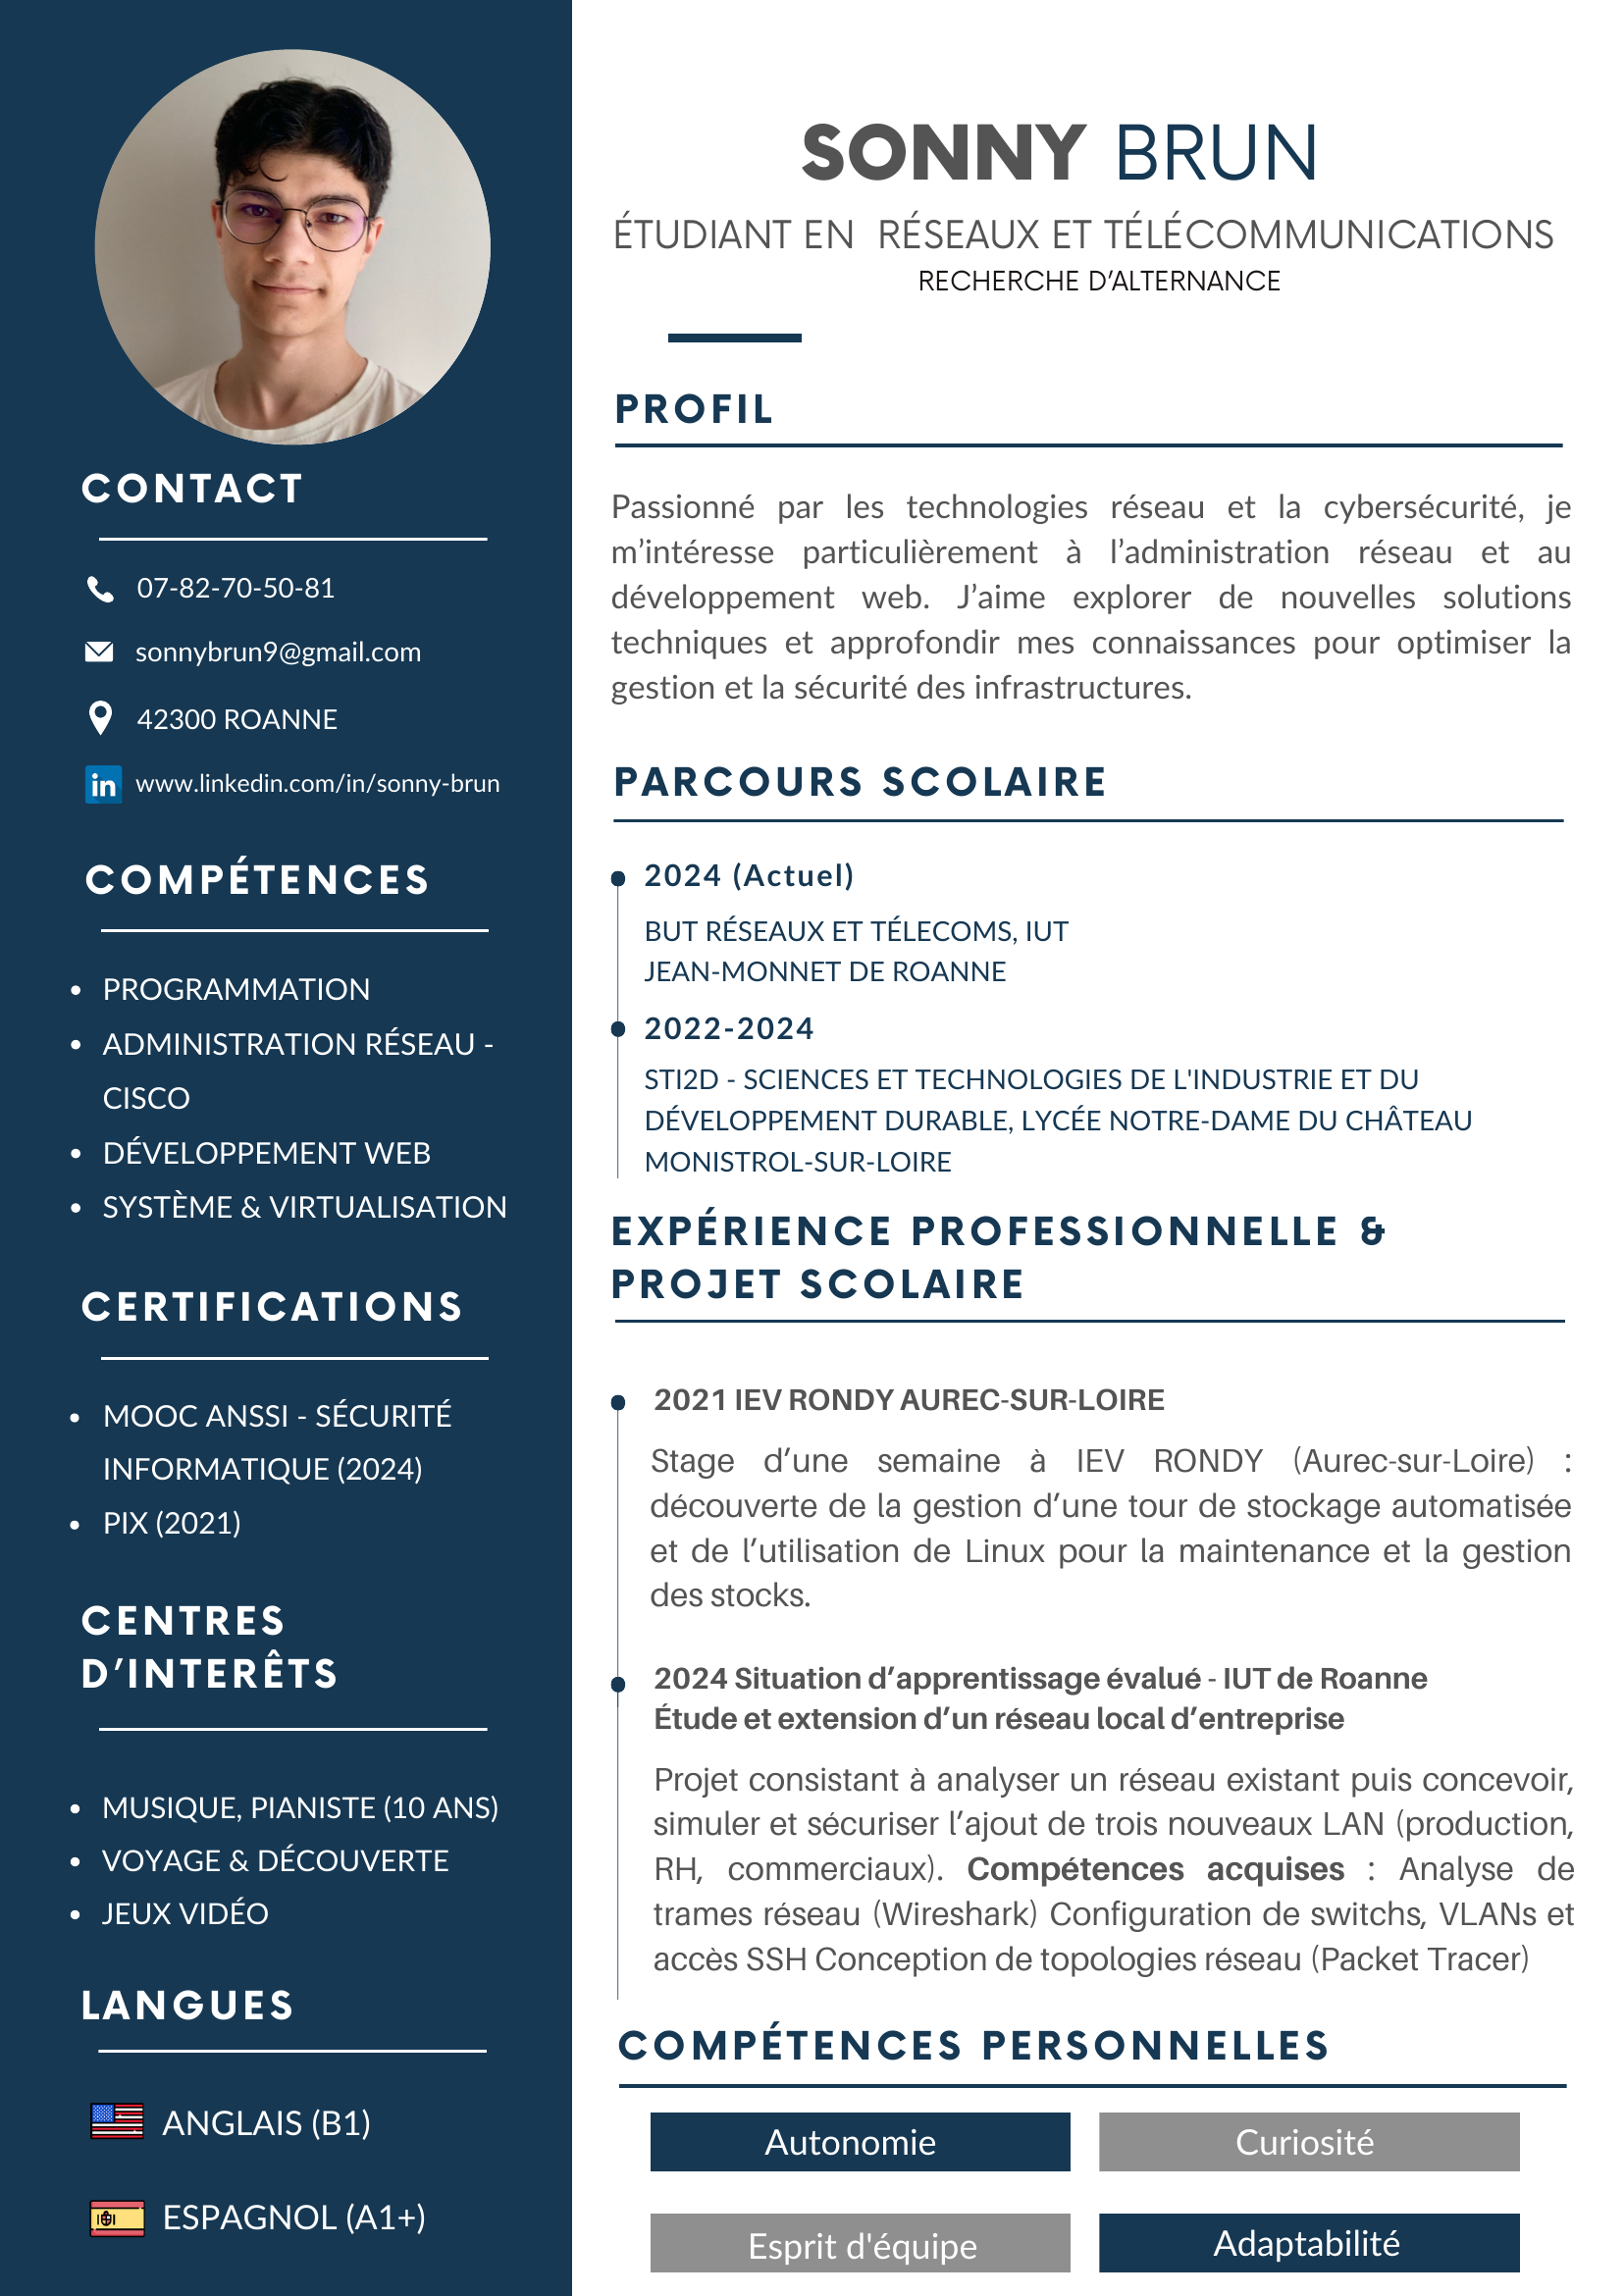 SONNY BRUN
ÉTUDIANT EN RÉSEAUX ET TÉLÉCOMMUNICATIONS
RECHERCHE D’ALTERNANCE
CONTACT
07-82-70-50-81
sonnybrun9@gmail.com
42300 ROANNE
in www.linkedin.com/in/sonny-brun
COMPÉTENCES
• PROGRAMMATION
• ADMINISTRATION RÉSEAU -
CISCO
• DÉVELOPPEMENT WEB
• SYSTÈME & VIRTUALISATION
CERTIFICATIONS
• MOOC ANSSI - SÉCURITÉ
INFORMATIQUE (2024)
• PIX (2021)
CENTRES
D’INTERÊTS
• MUSIQUE, PIANISTE (10 ANS)
• VOYAGE & DÉCOUVERTE
• JEUX VIDÉO
LANGUES
ANGLAIS (B1)
ESPAGNOL (A1+)
PROFIL
Passionné par les technologies réseau et la cybersécurité, je
m’intéresse particulièrement à l’administration réseau et au
développement web. J’aime explorer de nouvelles solutions
techniques et approfondir mes connaissances pour optimiser la
gestion et la sécurité des infrastructures.
PARCOURS SCOLAIRE
2024 (Actuel)
BUT RÉSEAUX ET TÉLECOMS, IUT
JEAN-MONNET DE ROANNE
2022-2024
STI2D - SCIENCES ET TECHNOLOGIES DE L'INDUSTRIE ET DU
DÉVELOPPEMENT DURABLE, LYCÉE NOTRE-DAME DU CHÂTEAU
MONISTROL-SUR-LOIRE
EXPÉRIENCE PROFESSIONNELLE &
PROJET SCOLAIRE
2021 IEV RONDY AUREC-SUR-LOIRE
Stage d’une semaine à IEV RONDY (Aurec-sur-Loire) :
découverte de la gestion d’une tour de stockage automatisée
et de l’utilisation de Linux pour la maintenance et la gestion
des stocks.
2024 Situation d’apprentissage évalué - IUT de Roanne
Étude et extension d’un réseau local d’entreprise
Projet consistant à analyser un réseau existant puis concevoir,
simuler et sécuriser l’ajout de trois nouveaux LAN (production,
RH, commerciaux). Compétences acquises : Analyse de
trames réseau (Wireshark) Configuration de switchs, VLANs et
accès SSH Conception de topologies réseau (Packet Tracer)
COMPÉTENCES PERSONNELLES
Autonomie
Curiosité
Esprit d'équipe
Adaptabilité